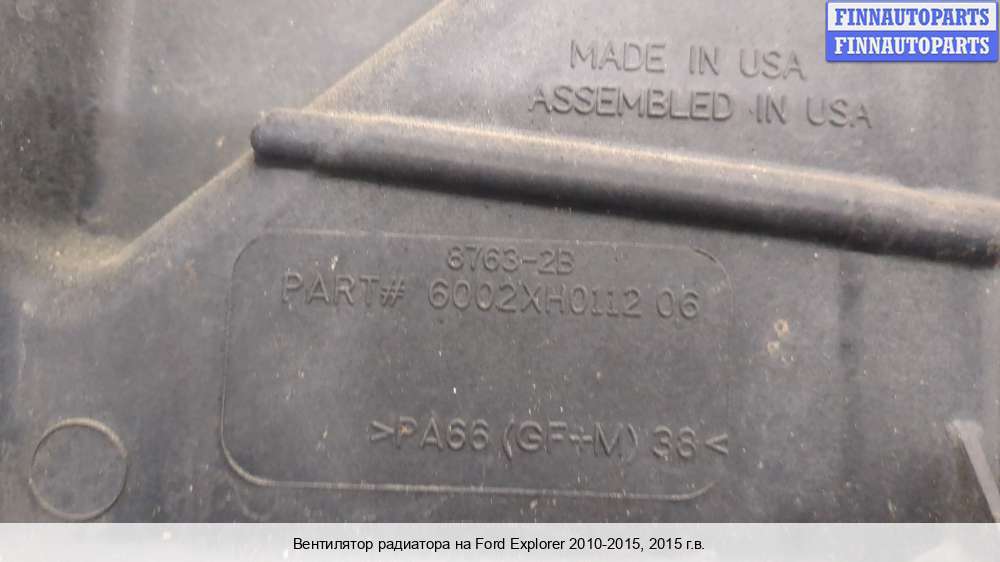 FINNAUTOPARTS
FINNAUTOPARTS
MADE IN USA
ASSEMBLED IN USA
8763-2B
PART# 6002XH0112 06
>PA66 (GF+M) 38<
Вентилятор радиатора на Ford Explorer 2010-2015, 2015 г.в.